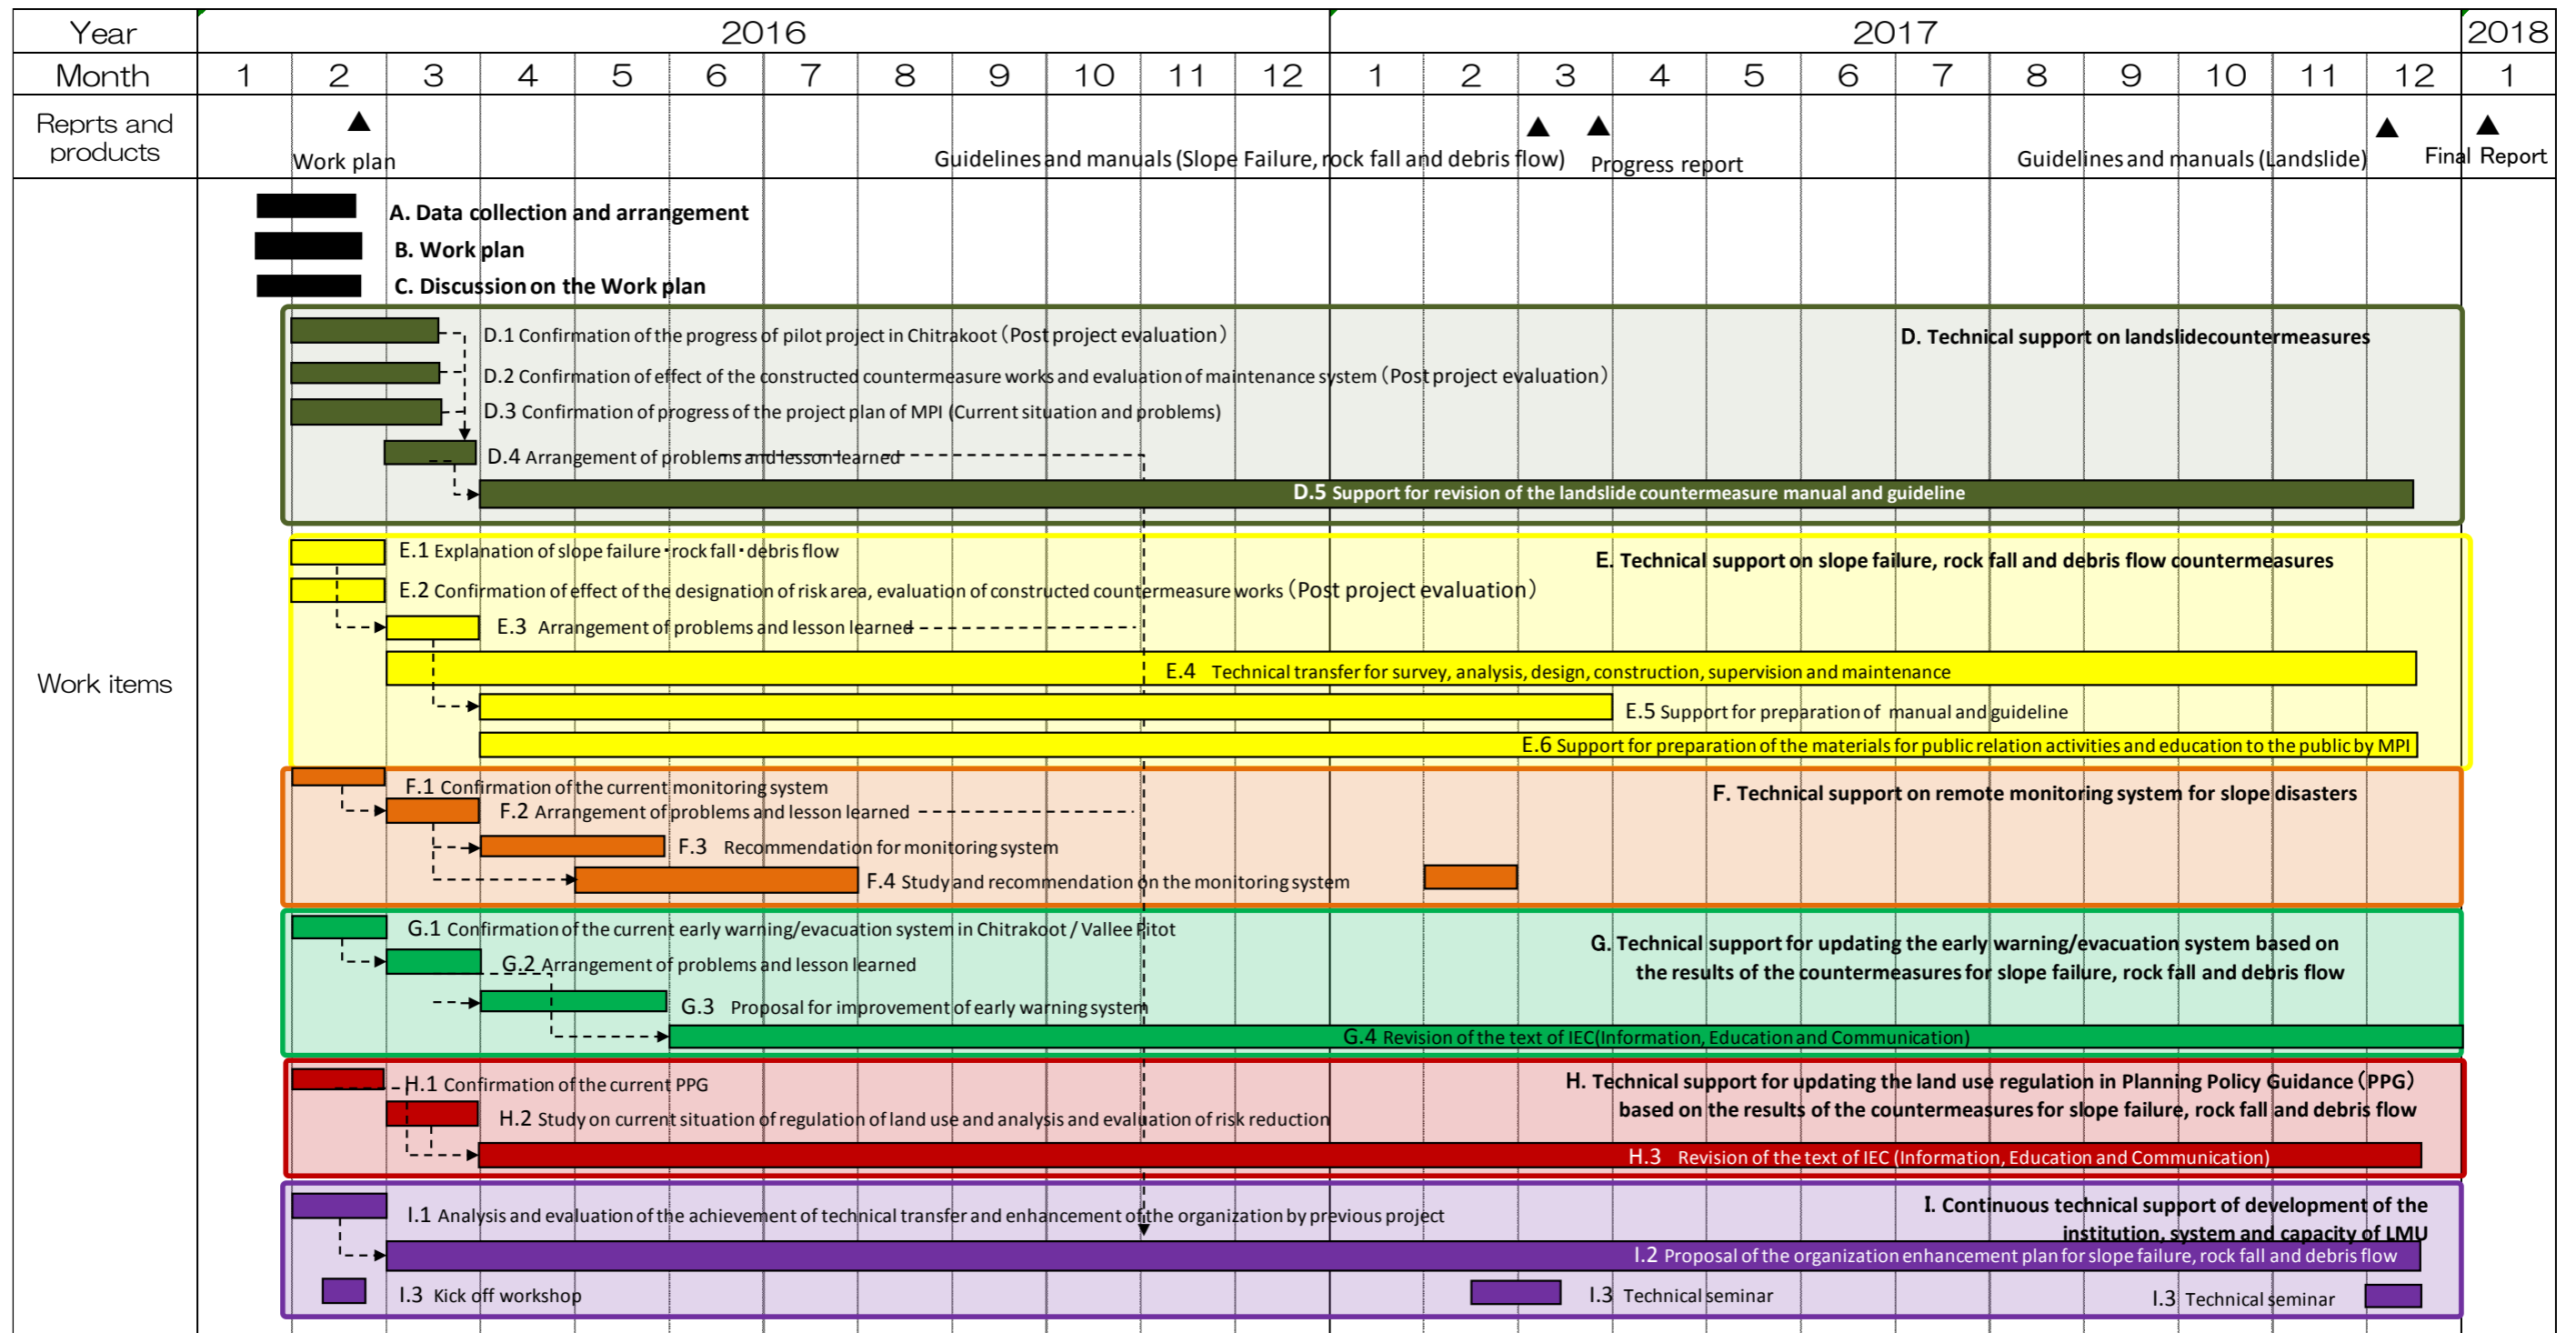 Year 2016 2017 2018
Month 1 2 3 4 5 6 7 8 9 10 11 12 1 2 3 4 5 6 7 8 9 10 11 12 1
Reprts and
products
▲ ▲ ▲ ▲ ▲
Work plan
Guidelines and manuals (Slope Failure, rock fall and debris flow)
Progress report
Guidelines and manuals (Landslide)
Final Report
Work items
A. Data collection and arrangement
B. Work plan
C. Discussion on the Work plan
D. Technical support on landslidecountermeasures
D.1 Confirmation of the progress of pilot project in Chitrakoot (Post project evaluation)
D.2 Confirmation of effect of the constructed countermeasure works and evaluation of maintenance system (Post project evaluation)
D.3 Confirmation of progress of the project plan of MPI (Current situation and problems)
D.4 Arrangement of problems and lesson learned
D.5 Support for revision of the landslide countermeasure manual and guideline
E.1 Explanation of slope failure・rock fall・debris flow
E. Technical support on slope failure, rock fall and debris flow countermeasures
E.2 Confirmation of effect of the designation of risk area, evaluation of constructed countermeasure works (Post project evaluation)
E.3 Arrangement of problems and lesson learned
E.4 Technical transfer for survey, analysis, design, construction, supervision and maintenance
E.5 Support for preparation of manual and guideline
E.6 Support for preparation of the materials for public relation activities and education to the public by MPI
F.1 Confirmation of the current monitoring system
F. Technical support on remote monitoring system for slope disasters
F.2 Arrangement of problems and lesson learned
F.3 Recommendation for monitoring system
F.4 Study and recommendation on the monitoring system
G.1 Confirmation of the current early warning/evacuation system in Chitrakoot / Vallee Pitot
G. Technical support for updating the early warning/evacuation system based on
the results of the countermeasures for slope failure, rock fall and debris flow
G.2 Arrangement of problems and lesson learned
G.3 Proposal for improvement of early warning system
G.4 Revision of the text of IEC(Information, Education and Communication)
H.1 Confirmation of the current PPG
H. Technical support for updating the land use regulation in Planning Policy Guidance (PPG)
based on the results of the countermeasures for slope failure, rock fall and debris flow
H.2 Study on current situation of regulation of land use and analysis and evaluation of risk reduction
H.3 Revision of the text of IEC (Information, Education and Communication)
I. Continuous technical support of development of the
institution, system and capacity of LMU
I.1 Analysis and evaluation of the achievement of technical transfer and enhancement of the organization by previous project
I.2 Proposal of the organization enhancement plan for slope failure, rock fall and debris flow
I.3 Kick off workshop
I.3 Technical seminar
I.3 Technical seminar